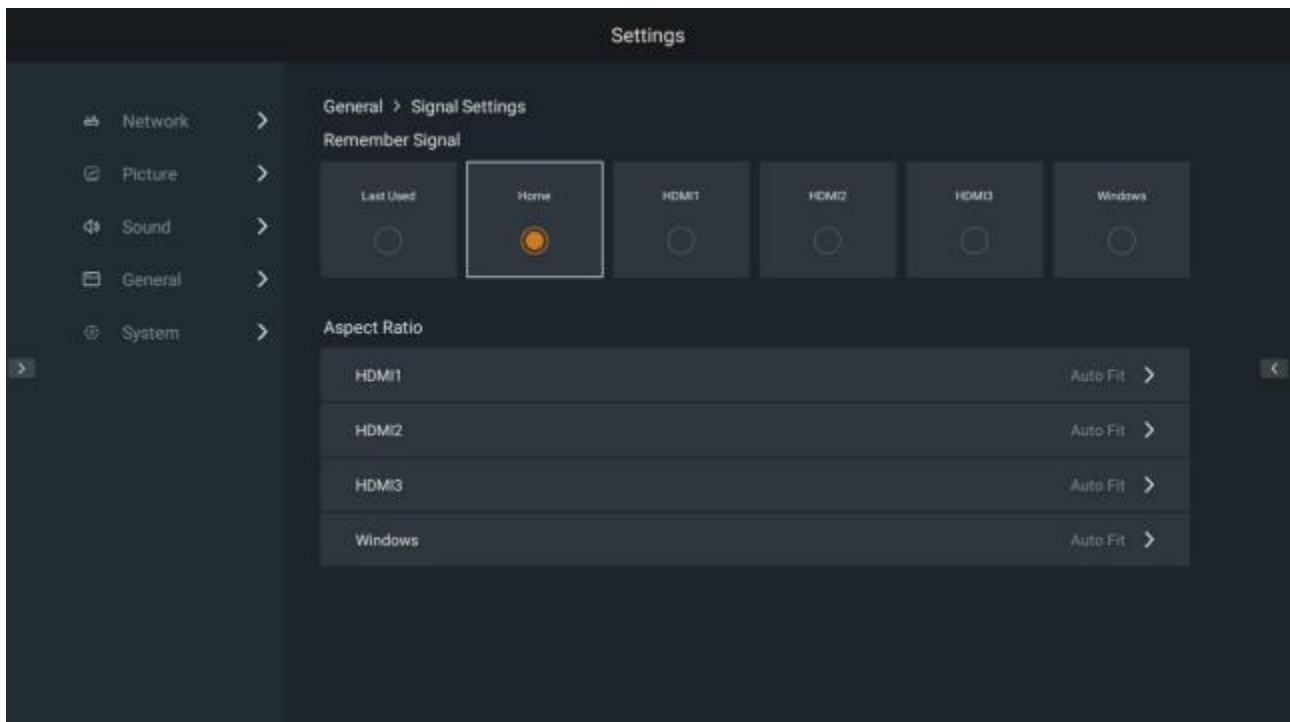 Settings
Network
Picture
Sound
General
System
General > Signal Settings
Remember Signal
Last Used Home HDMI1 HDMI2 HDMI3 Windows
Aspect Ratio
HDMI1 Auto Fit
HDMI2 Auto Fit
HDMI3 Auto Fit
Windows Auto Fit